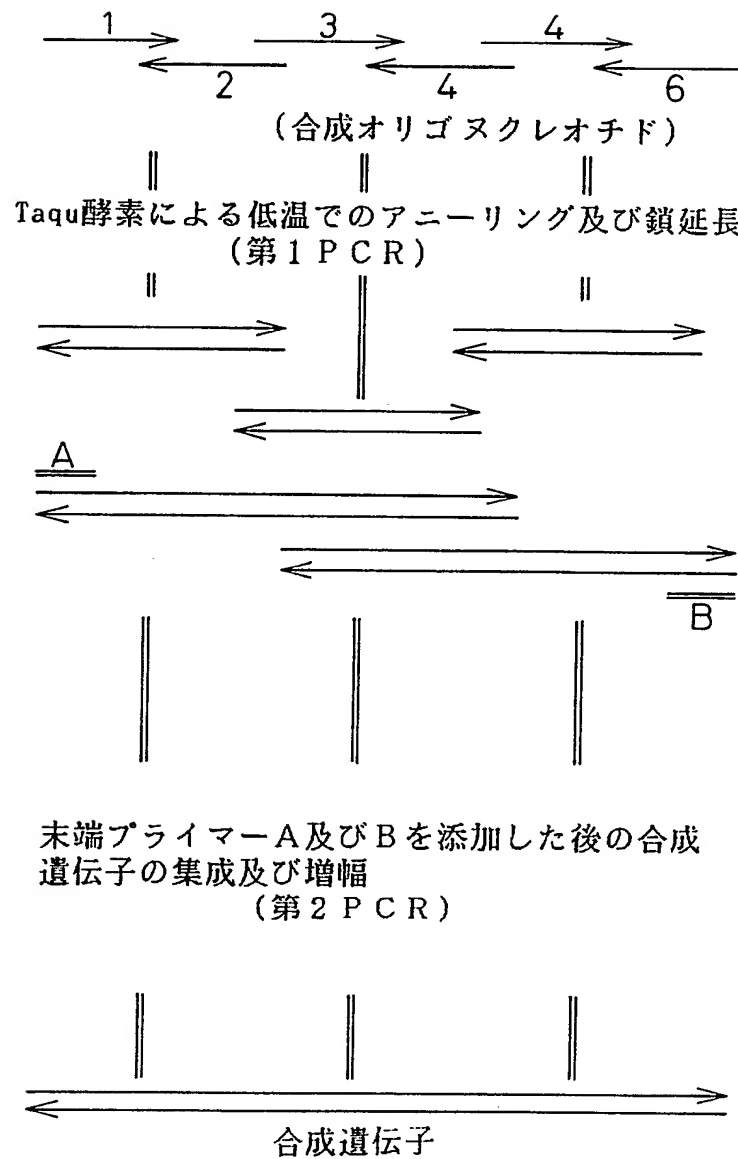 1 3 4
2 4 6
(合成オリゴヌクレオチド)
Taqu酵素による低温でのアニーリング及び鎖延長
(第1PCR)
A
B
末端プライマーA及びBを添加した後の合成
遺伝子の集成及び増幅
(第2PCR)
合成遺伝子